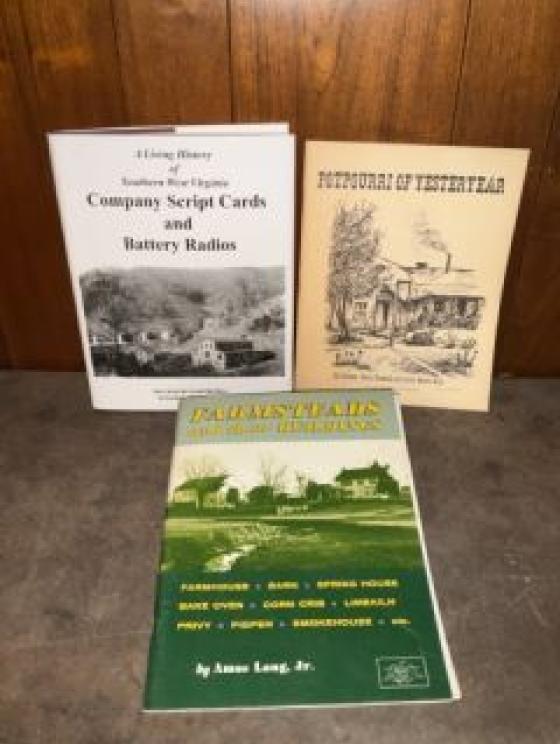 A Living History
of
Southern West Virginia
Company Script Cards
and
Battery Radios
POTPOURRI OF YESTERYEAR
FARMSTEADS
and their BUILDINGS
FARMHOUSE • BARN • SPRING HOUSE
BAKE OVEN • CORN CRIB • LIMEKILN
PRIVY • PIGPEN • SMOKEHOUSE • etc.
by Amos Long, Jr.